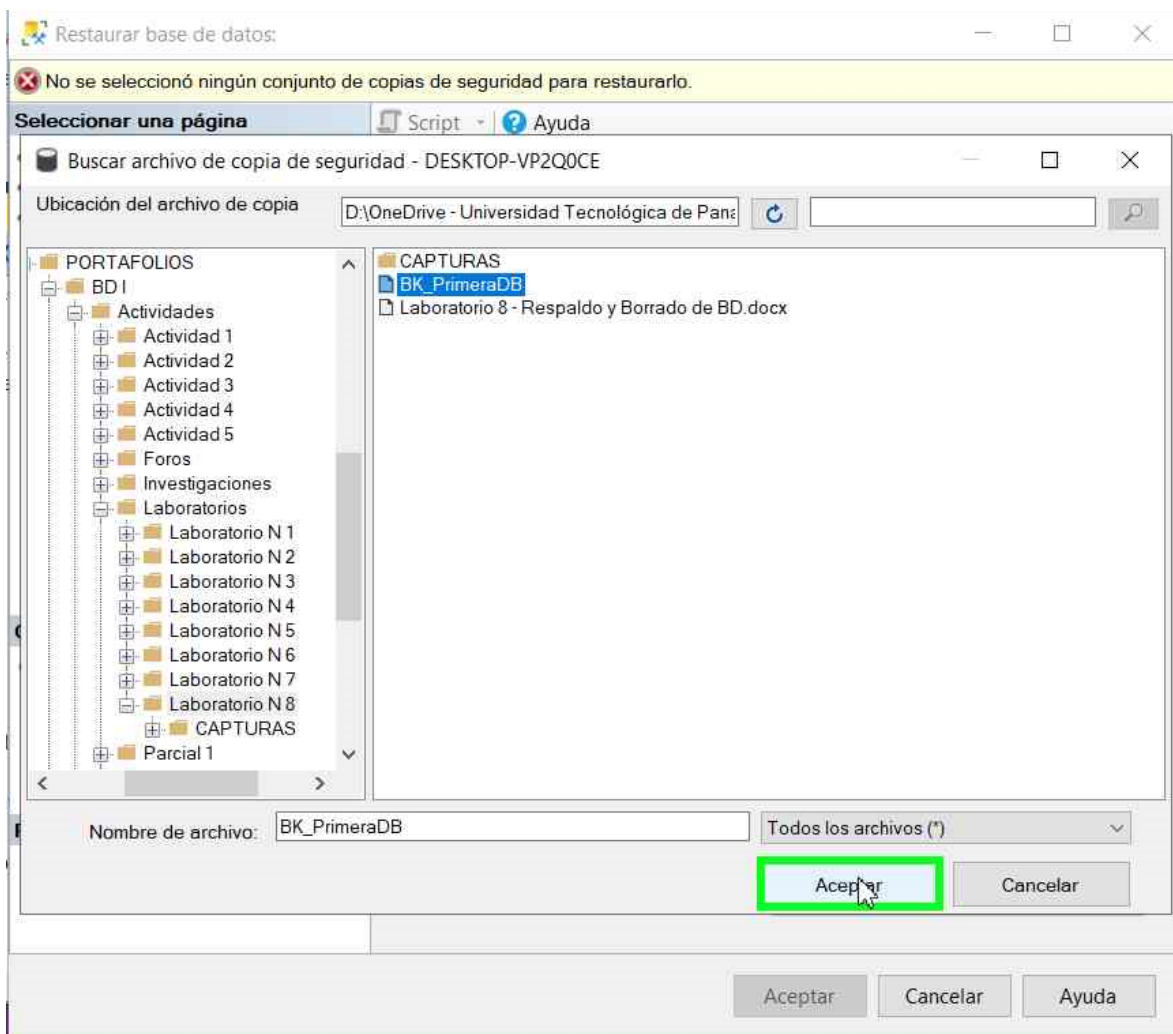 Restaurar base de datos:
No se seleccionó ningún conjunto de copias de seguridad para restaurarlo.
Seleccionar una página
Script
Ayuda
Buscar archivo de copia de seguridad - DESKTOP-VP2Q0CE
Ubicación del archivo de copia
D:\OneDrive - Universidad Tecnológica de Pana
PORTAFOLIOS
BD I
Actividades
Actividad 1
Actividad 2
Actividad 3
Actividad 4
Actividad 5
Foros
Investigaciones
Laboratorios
Laboratorio N 1
Laboratorio N 2
Laboratorio N 3
Laboratorio N 4
Laboratorio N 5
Laboratorio N 6
Laboratorio N 7
Laboratorio N 8
CAPTURAS
Parcial 1
CAPTURAS
BK_PrimeraDB
Laboratorio 8 - Respaldo y Borrado de BD.docx
Nombre de archivo:
BK_PrimeraDB
Todos los archivos (*)
Aceptar
Cancelar
Aceptar
Cancelar
Ayuda